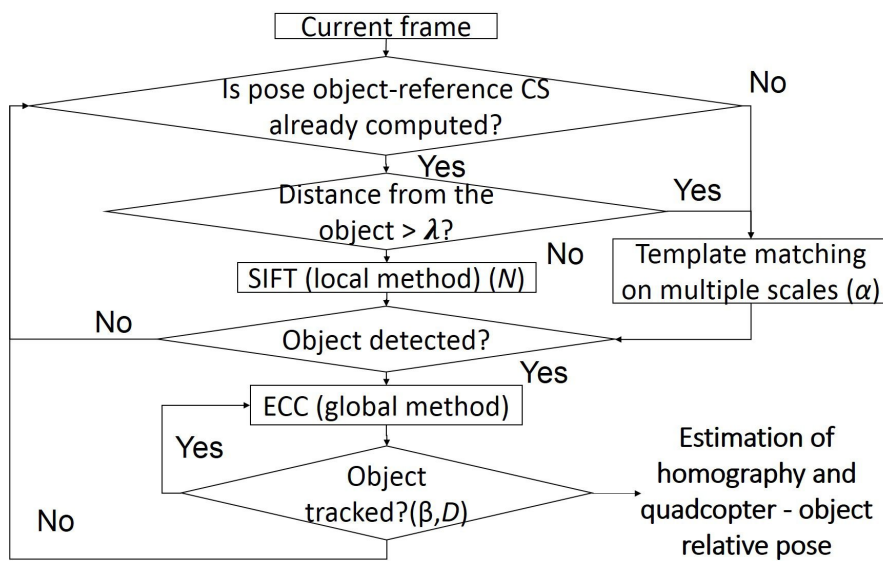 Current frame
Is pose object-reference CS
already computed?
No
Yes
Distance from the
object > λ?
Yes
No
Template matching
on multiple scales (α)
SIFT (local method) (N)
No
Object detected?
Yes
ECC (global method)
Yes
Object
tracked?(β,D)
No
Estimation of
homography and
quadcopter - object
relative pose